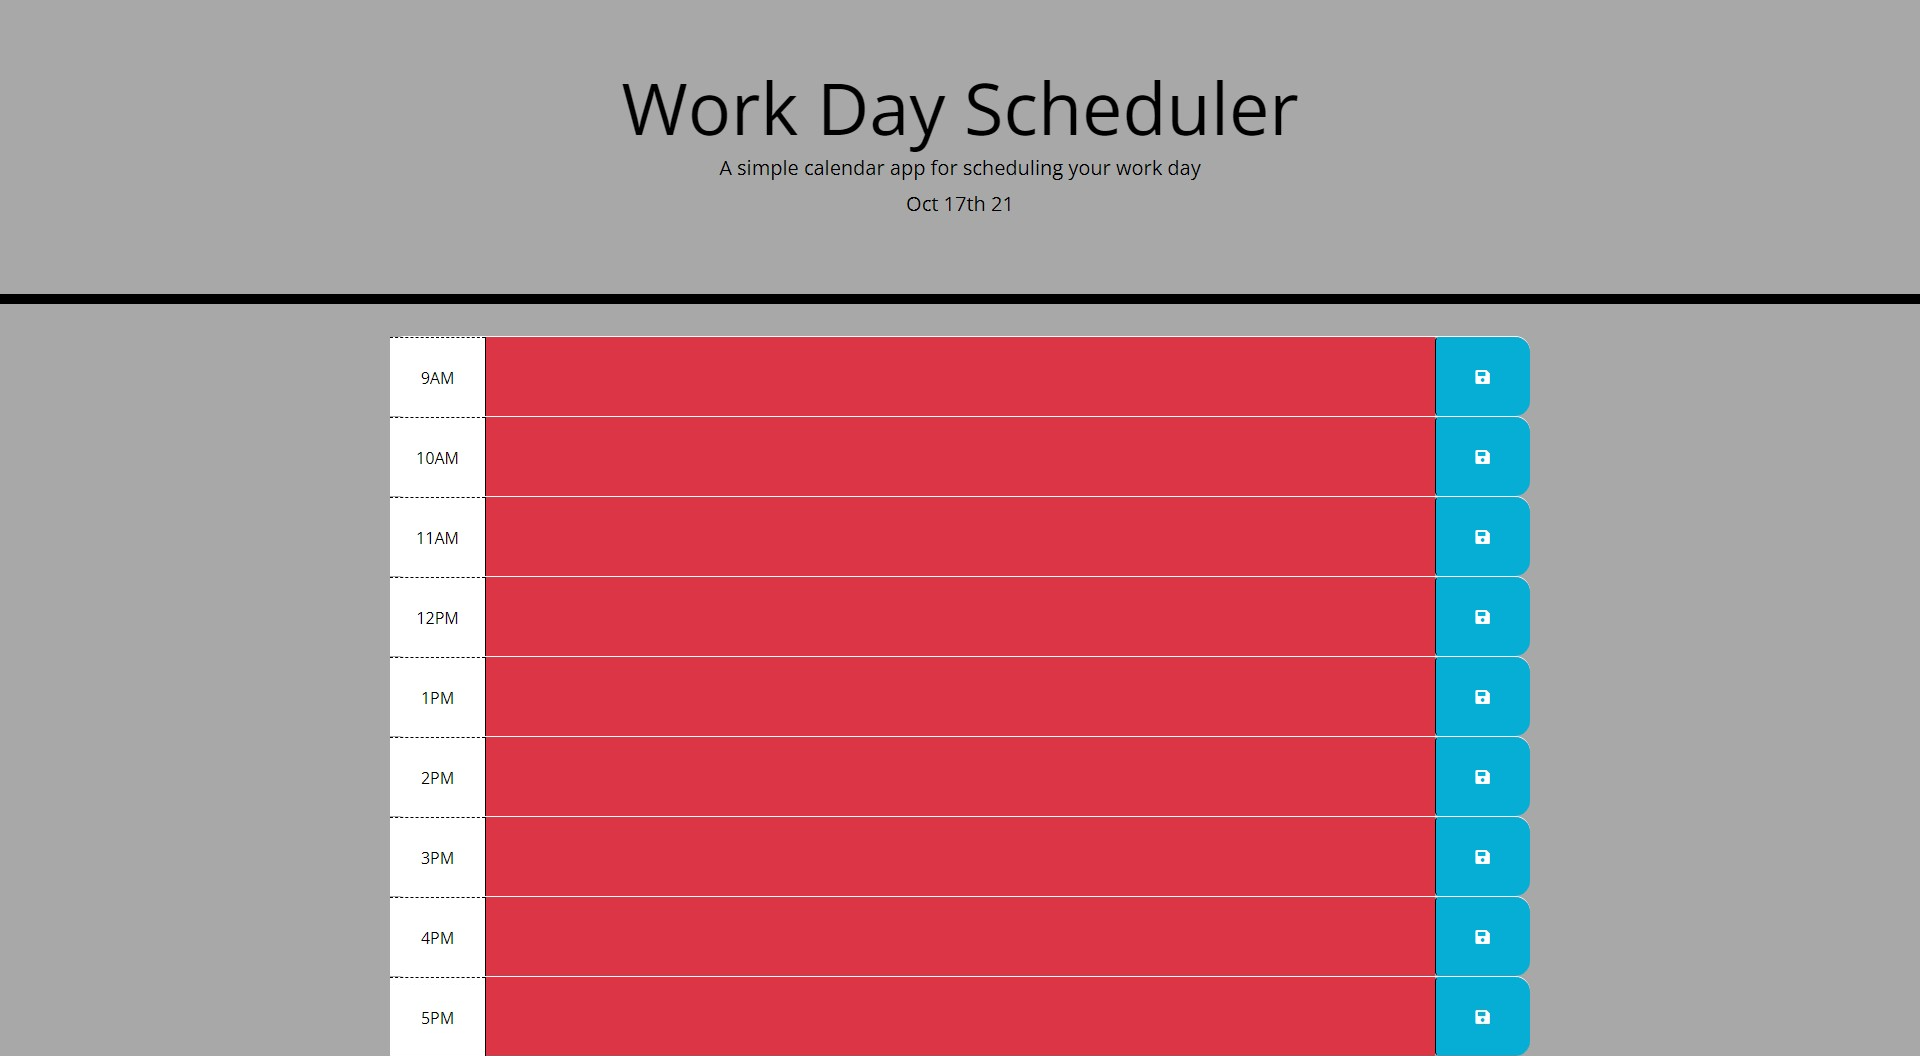 Work Day Scheduler
A simple calendar app for scheduling your work day
Oct 17th 21
9AM
10AM
11AM
12PM
1PM
2PM
3PM
4PM
5PM